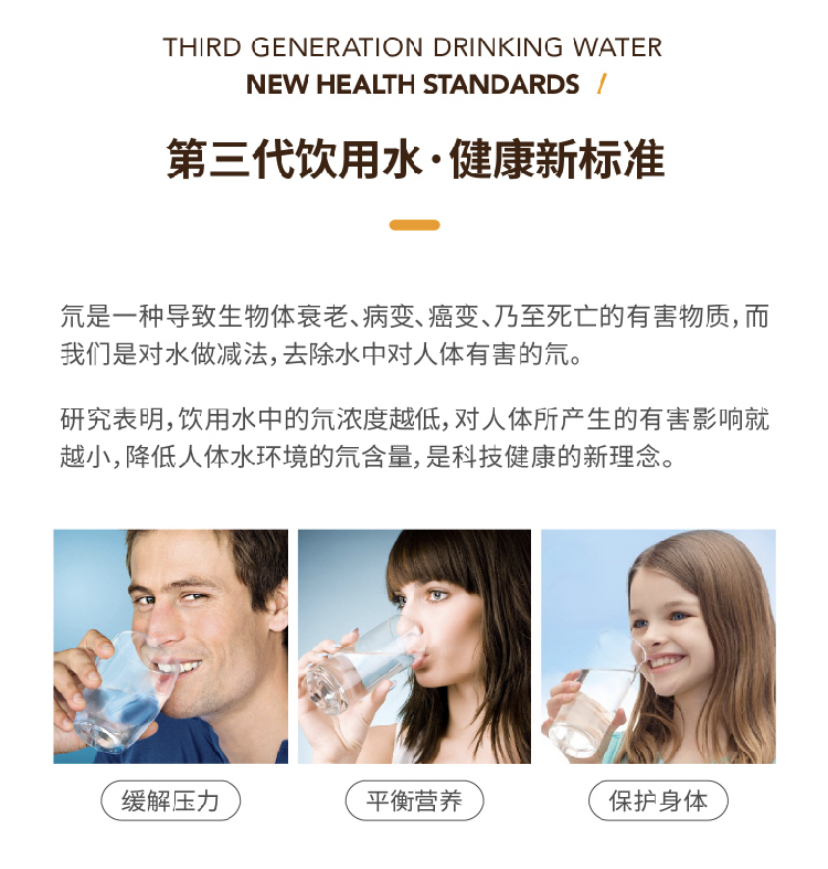 THIRD GENERATION DRINKING WATER
NEW HEALTH STANDARDS /
第三代饮用水·健康新标准
氘是一种导致生物体衰老、病变、癌变、乃至死亡的有害物质，而
我们是对水做减法，去除水中对人体有害的氘。
研究表明，饮用水中的氘浓度越低，对人体所产生的有害影响就
越小，降低人体水环境的氘含量，是科技健康的新理念。
缓解压力
平衡营养
保护身体